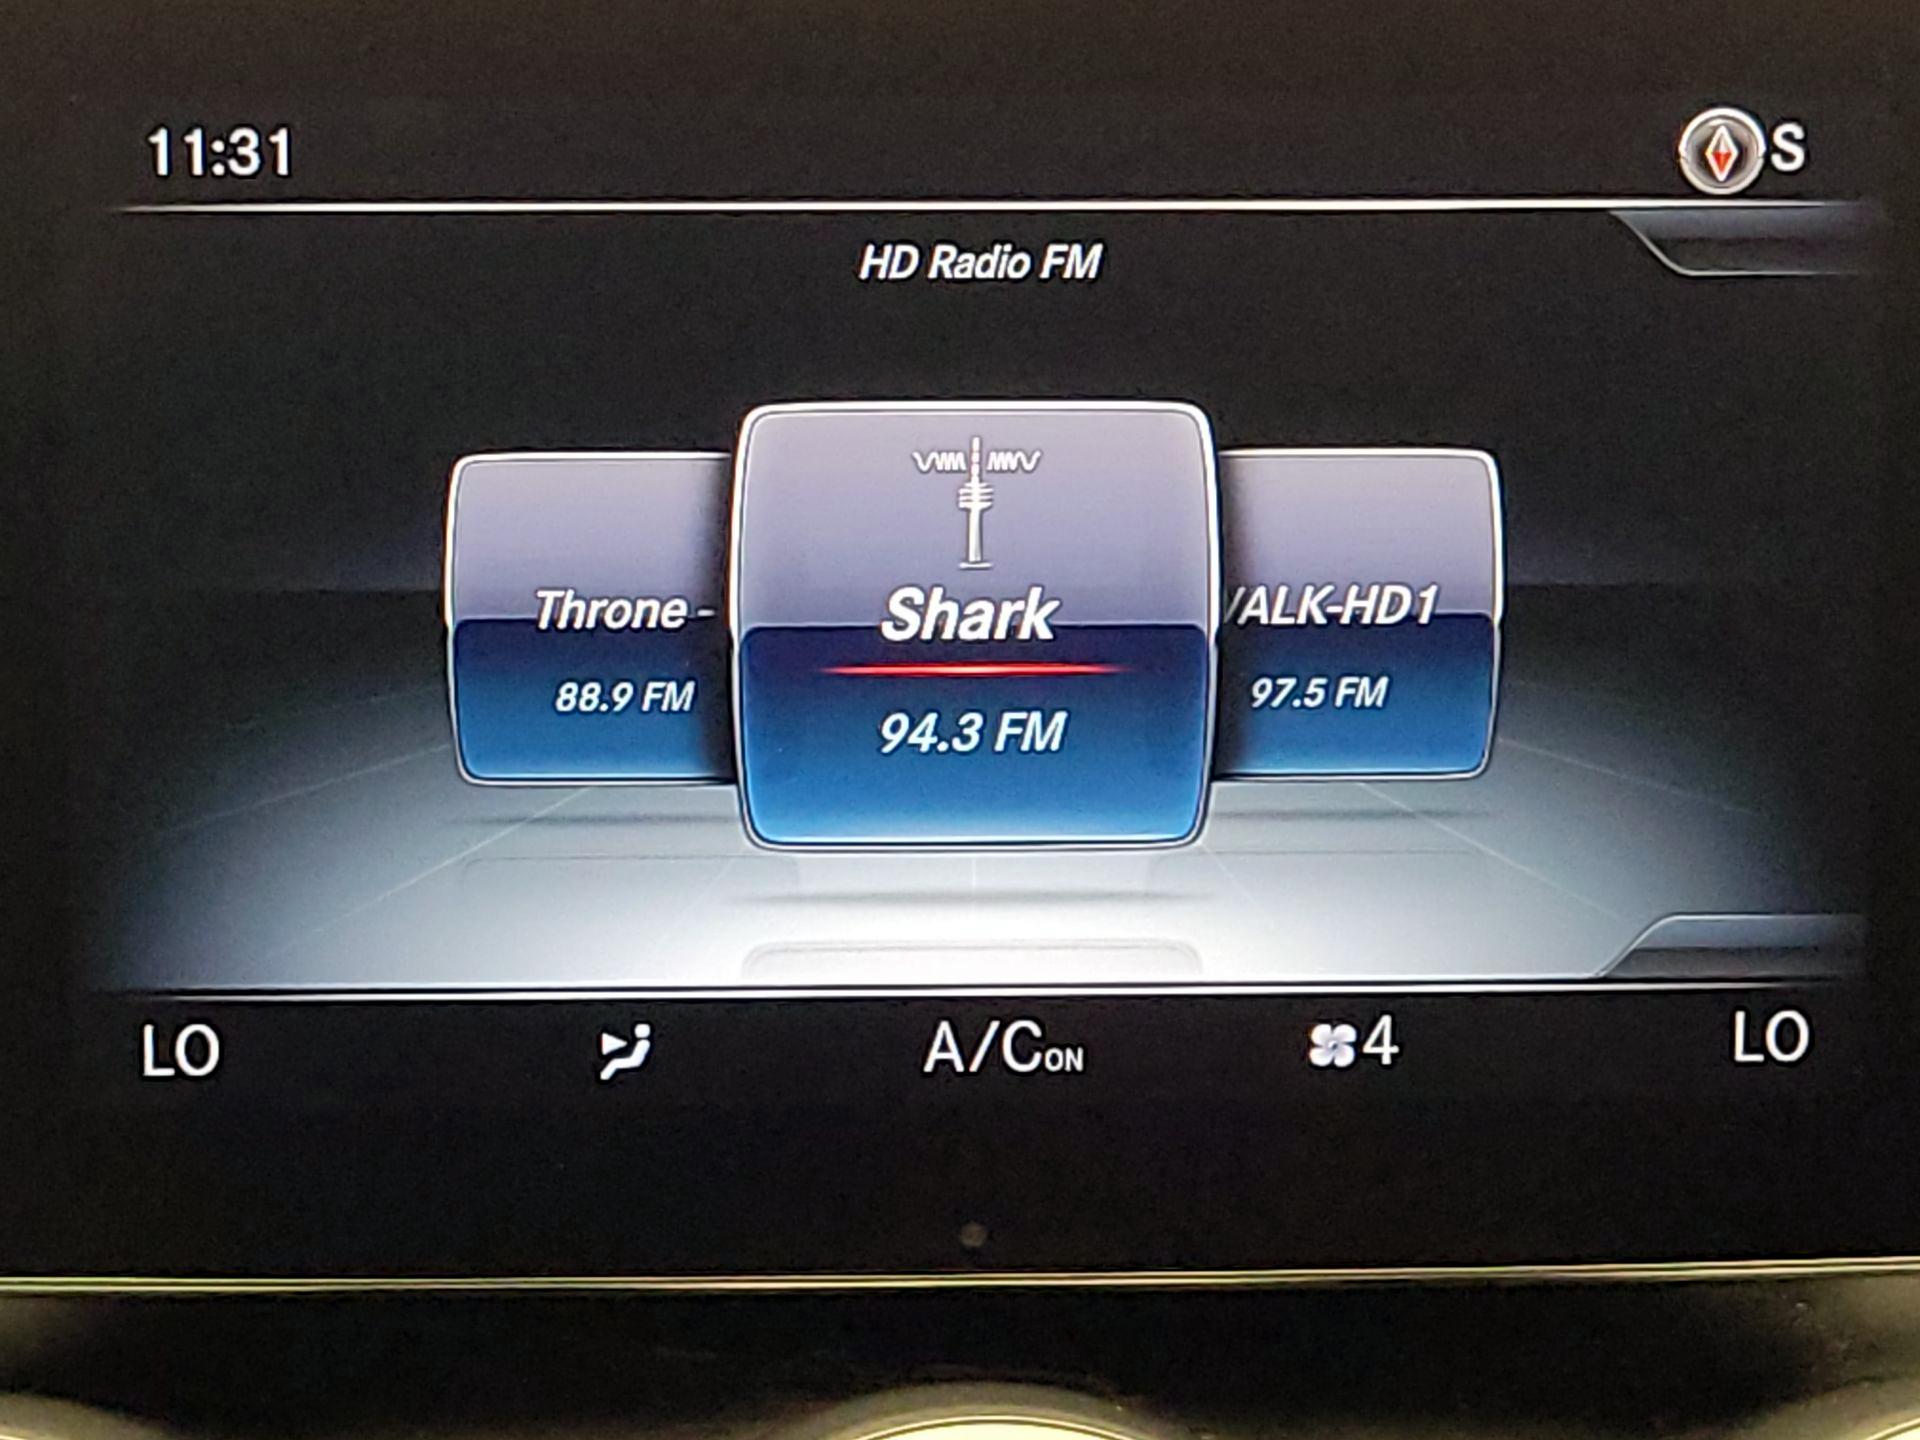 11:31
S
HD Radio FM
Throne -
88.9 FM
Shark
94.3 FM
ALK-HD1
97.5 FM
LO
A/C ON
4
LO